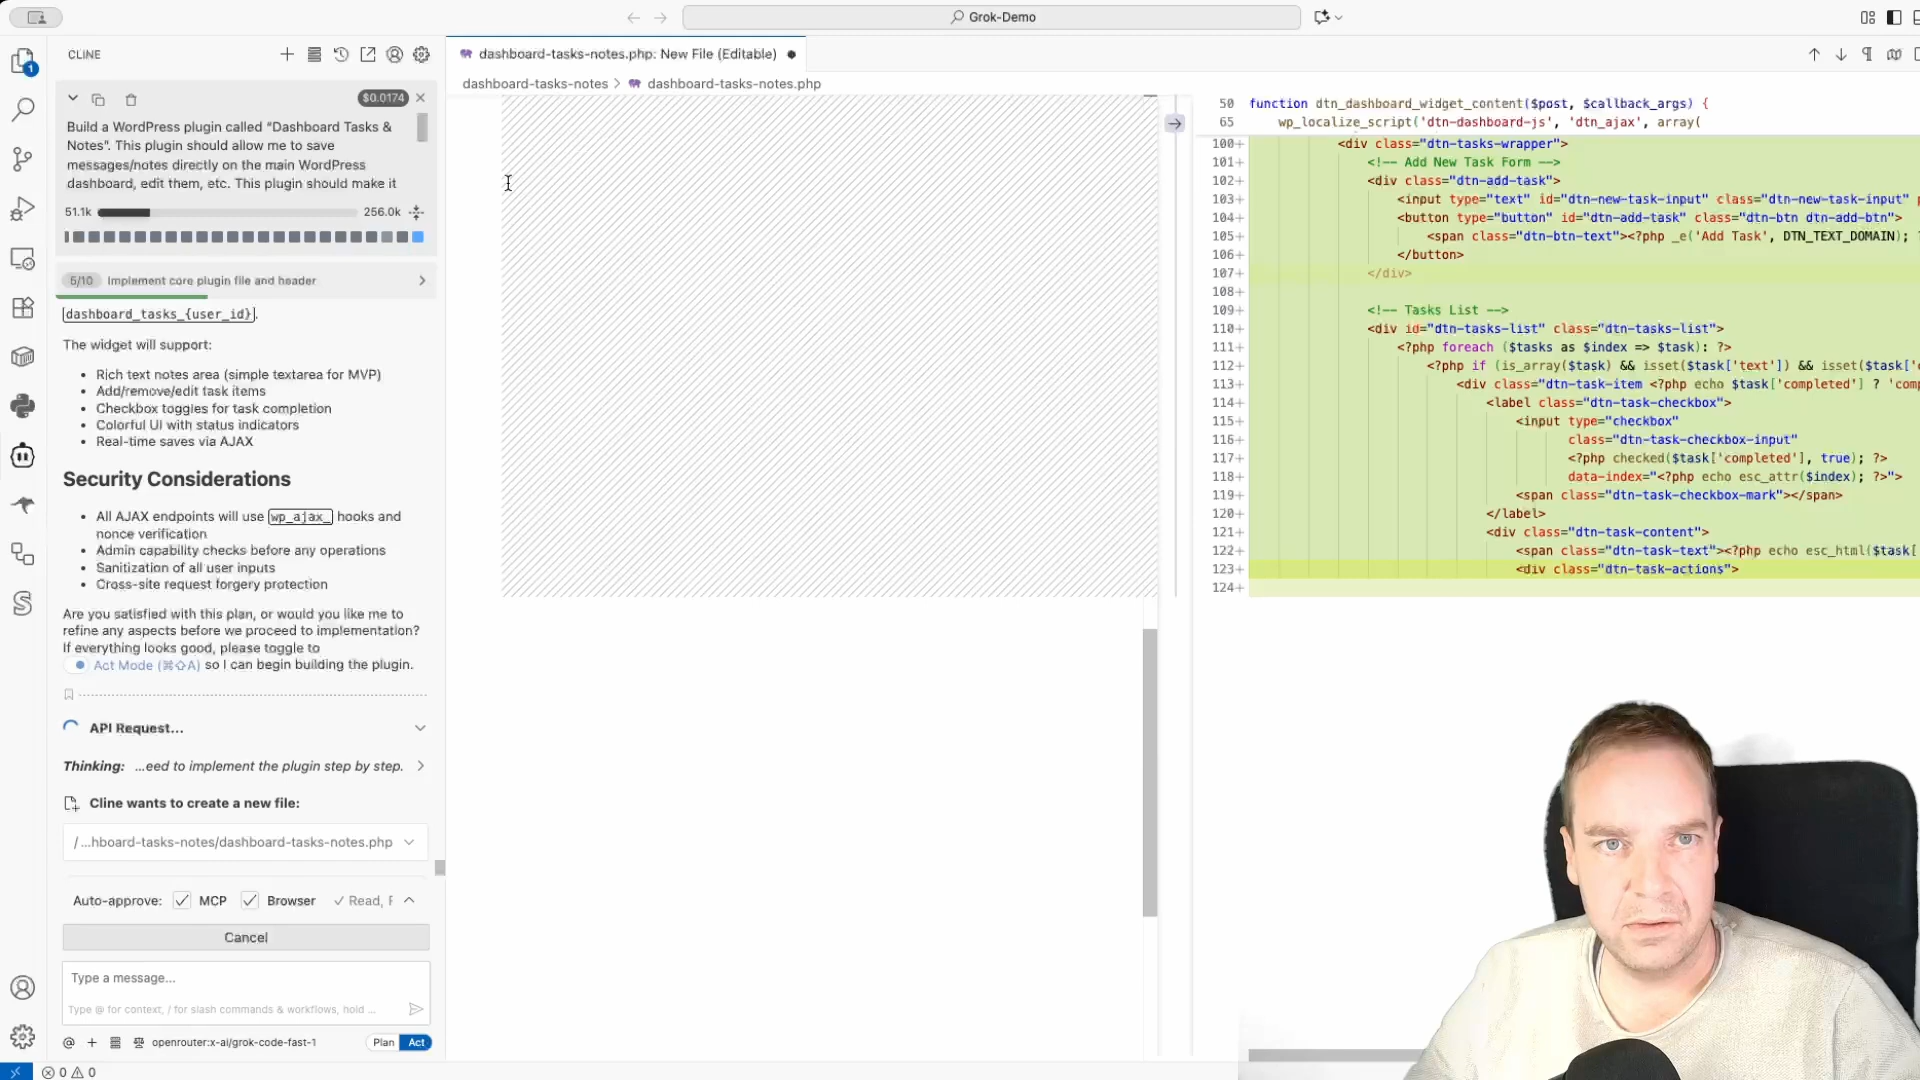 Grok-Demo
CLINE
dashboard-tasks-notes.php: New File (Editable)
dashboard-tasks-notes
dashboard-tasks-notes.php
1
$0.0174
Build a WordPress plugin called "Dashboard Tasks &
Notes". This plugin should allow me to save
messages/notes directly on the main WordPress
dashboard, edit them, etc. This plugin should make it
51.1k
256.0k
5/10 Implement core plugin file and header
dashboard_tasks_{user_id}.
The widget will support:
• Rich text notes area (simple textarea for MVP)
• Add/remove/edit task items
• Checkbox toggles for task completion
• Colorful UI with status indicators
• Real-time saves via AJAX
Security Considerations
• All AJAX endpoints will use wp_ajax_ hooks and
nonce verification
• Admin capability checks before any operations
• Sanitization of all user inputs
• Cross-site request forgery protection
Are you satisfied with this plan, or would you like me to
refine any aspects before we proceed to implementation?
If everything looks good, please toggle to
Act Mode (⌘⇧A) so I can begin building the plugin.
API Request...
Thinking: ...eed to implement the plugin step by step.
Cline wants to create a new file:
/...hboard-tasks-notes/dashboard-tasks-notes.php
Auto-approve: MCP Browser Read,
Cancel
Type a message...
Type @ for context, / for slash commands & workflows, hold ...
@ + openrouter:x-ai/grok-code-fast-1
Plan Act
0 0
50 function dtn_dashboard_widget_content($post, $callback_args) {
65 wp_localize_script('dtn-dashboard-js', 'dtn_ajax', array(
100+ <div class="dtn-tasks-wrapper">
101+ <!-- Add New Task Form -->
102+ <div class="dtn-add-task">
103+ <input type="text" id="dtn-new-task-input" class="dtn-new-task-input"
104+ <button type="button" id="dtn-add-task" class="dtn-btn dtn-add-btn">
105+ <span class="dtn-btn-text"><?php _e('Add Task', DTN_TEXT_DOMAIN); ?
106+ </button>
107+ </div>
108+
109+ <!-- Tasks List -->
110+ <div id="dtn-tasks-list" class="dtn-tasks-list">
111+ <?php foreach ($tasks as $index => $task): ?>
112+ <?php if (is_array($task) && isset($task['text']) && isset($task['
113+ <div class="dtn-task-item <?php echo $task['completed'] ? 'com
114+ <label class="dtn-task-checkbox">
115+ <input type="checkbox"
116+ class="dtn-task-checkbox-input"
117+ <?php checked($task['completed'], true); ?>
118+ data-index="<?php echo esc_attr($index); ?>">
119+ <span class="dtn-task-checkbox-mark"></span>
120+ </label>
121+ <div class="dtn-task-content">
122+ <span class="dtn-task-text"><?php echo esc_html($task[
123+ <div class="dtn-task-actions">
124+